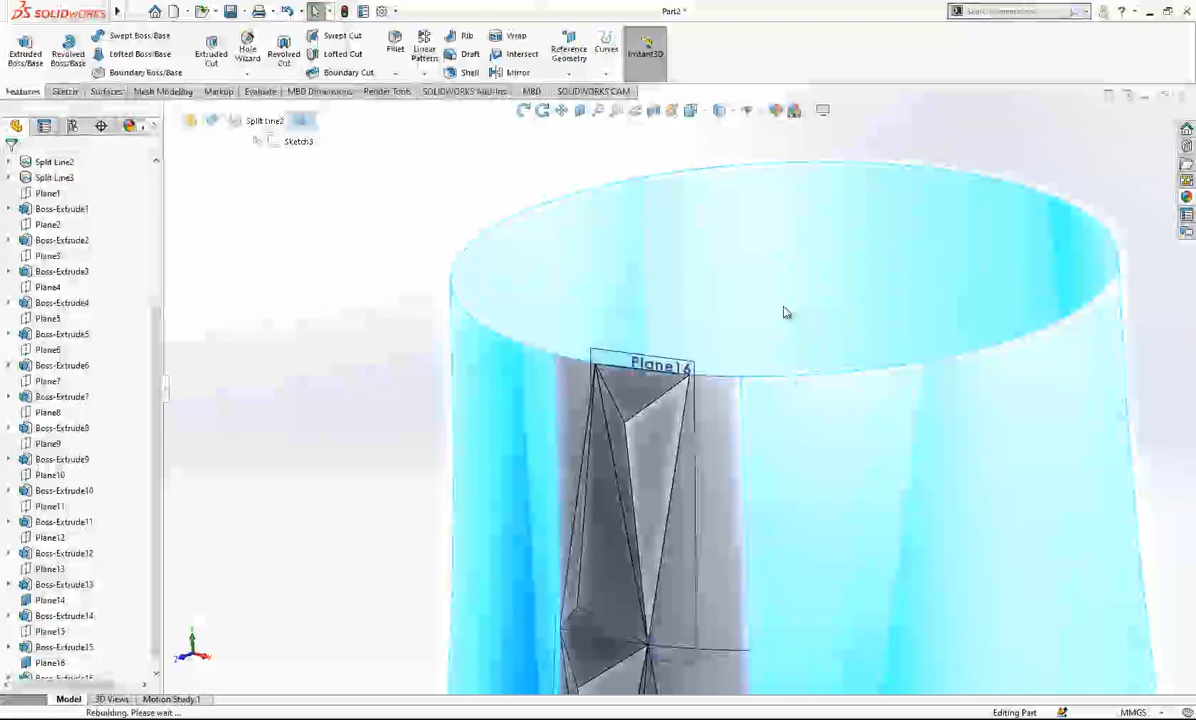 SOLIDWORKS
Part2 *
Extruded Boss/Base
Revolved Boss/Base
Swept Boss/Base
Lofted Boss/Base
Boundary Boss/Base
Extruded Cut
Hole Wizard
Revolved Cut
Swept Cut
Lofted Cut
Boundary Cut
Fillet
Linear Pattern
Rib
Draft
Shell
Wrap
Intersect
Mirror
Reference Geometry
Curves
Instant3D
Features
Sketch
Surfaces
Mesh Modeling
Markup
Evaluate
MBD Dimensions
Render Tools
SOLIDWORKS Add-Ins
MBD
SOLIDWORKS CAM
Split Line2
Sketch3
Split Line2
Split Line3
Plane1
Boss-Extrude1
Plane2
Boss-Extrude2
Plane3
Boss-Extrude3
Plane4
Boss-Extrude4
Plane5
Boss-Extrude5
Plane6
Boss-Extrude6
Plane7
Boss-Extrude7
Plane8
Boss-Extrude8
Plane9
Boss-Extrude9
Plane10
Boss-Extrude10
Plane11
Boss-Extrude11
Plane12
Boss-Extrude12
Plane13
Boss-Extrude13
Plane14
Boss-Extrude14
Plane15
Boss-Extrude15
Plane16
Plane16
Model
3D Views
Motion Study 1
Rebuilding. Please wait ...
Editing Part
MMGS